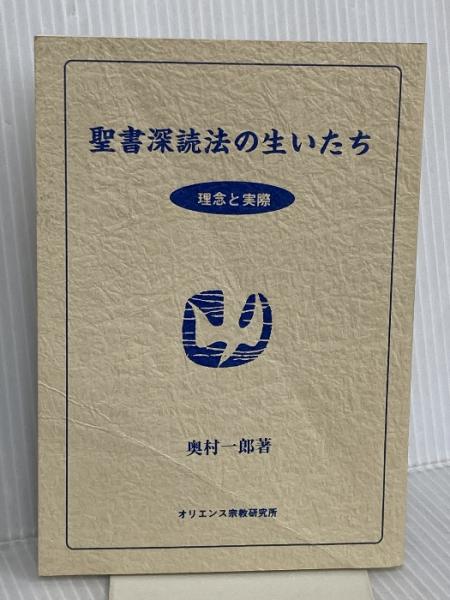 聖書深読法の生いたち
理念と実際
奥村一郎著
オリエンス宗教研究所